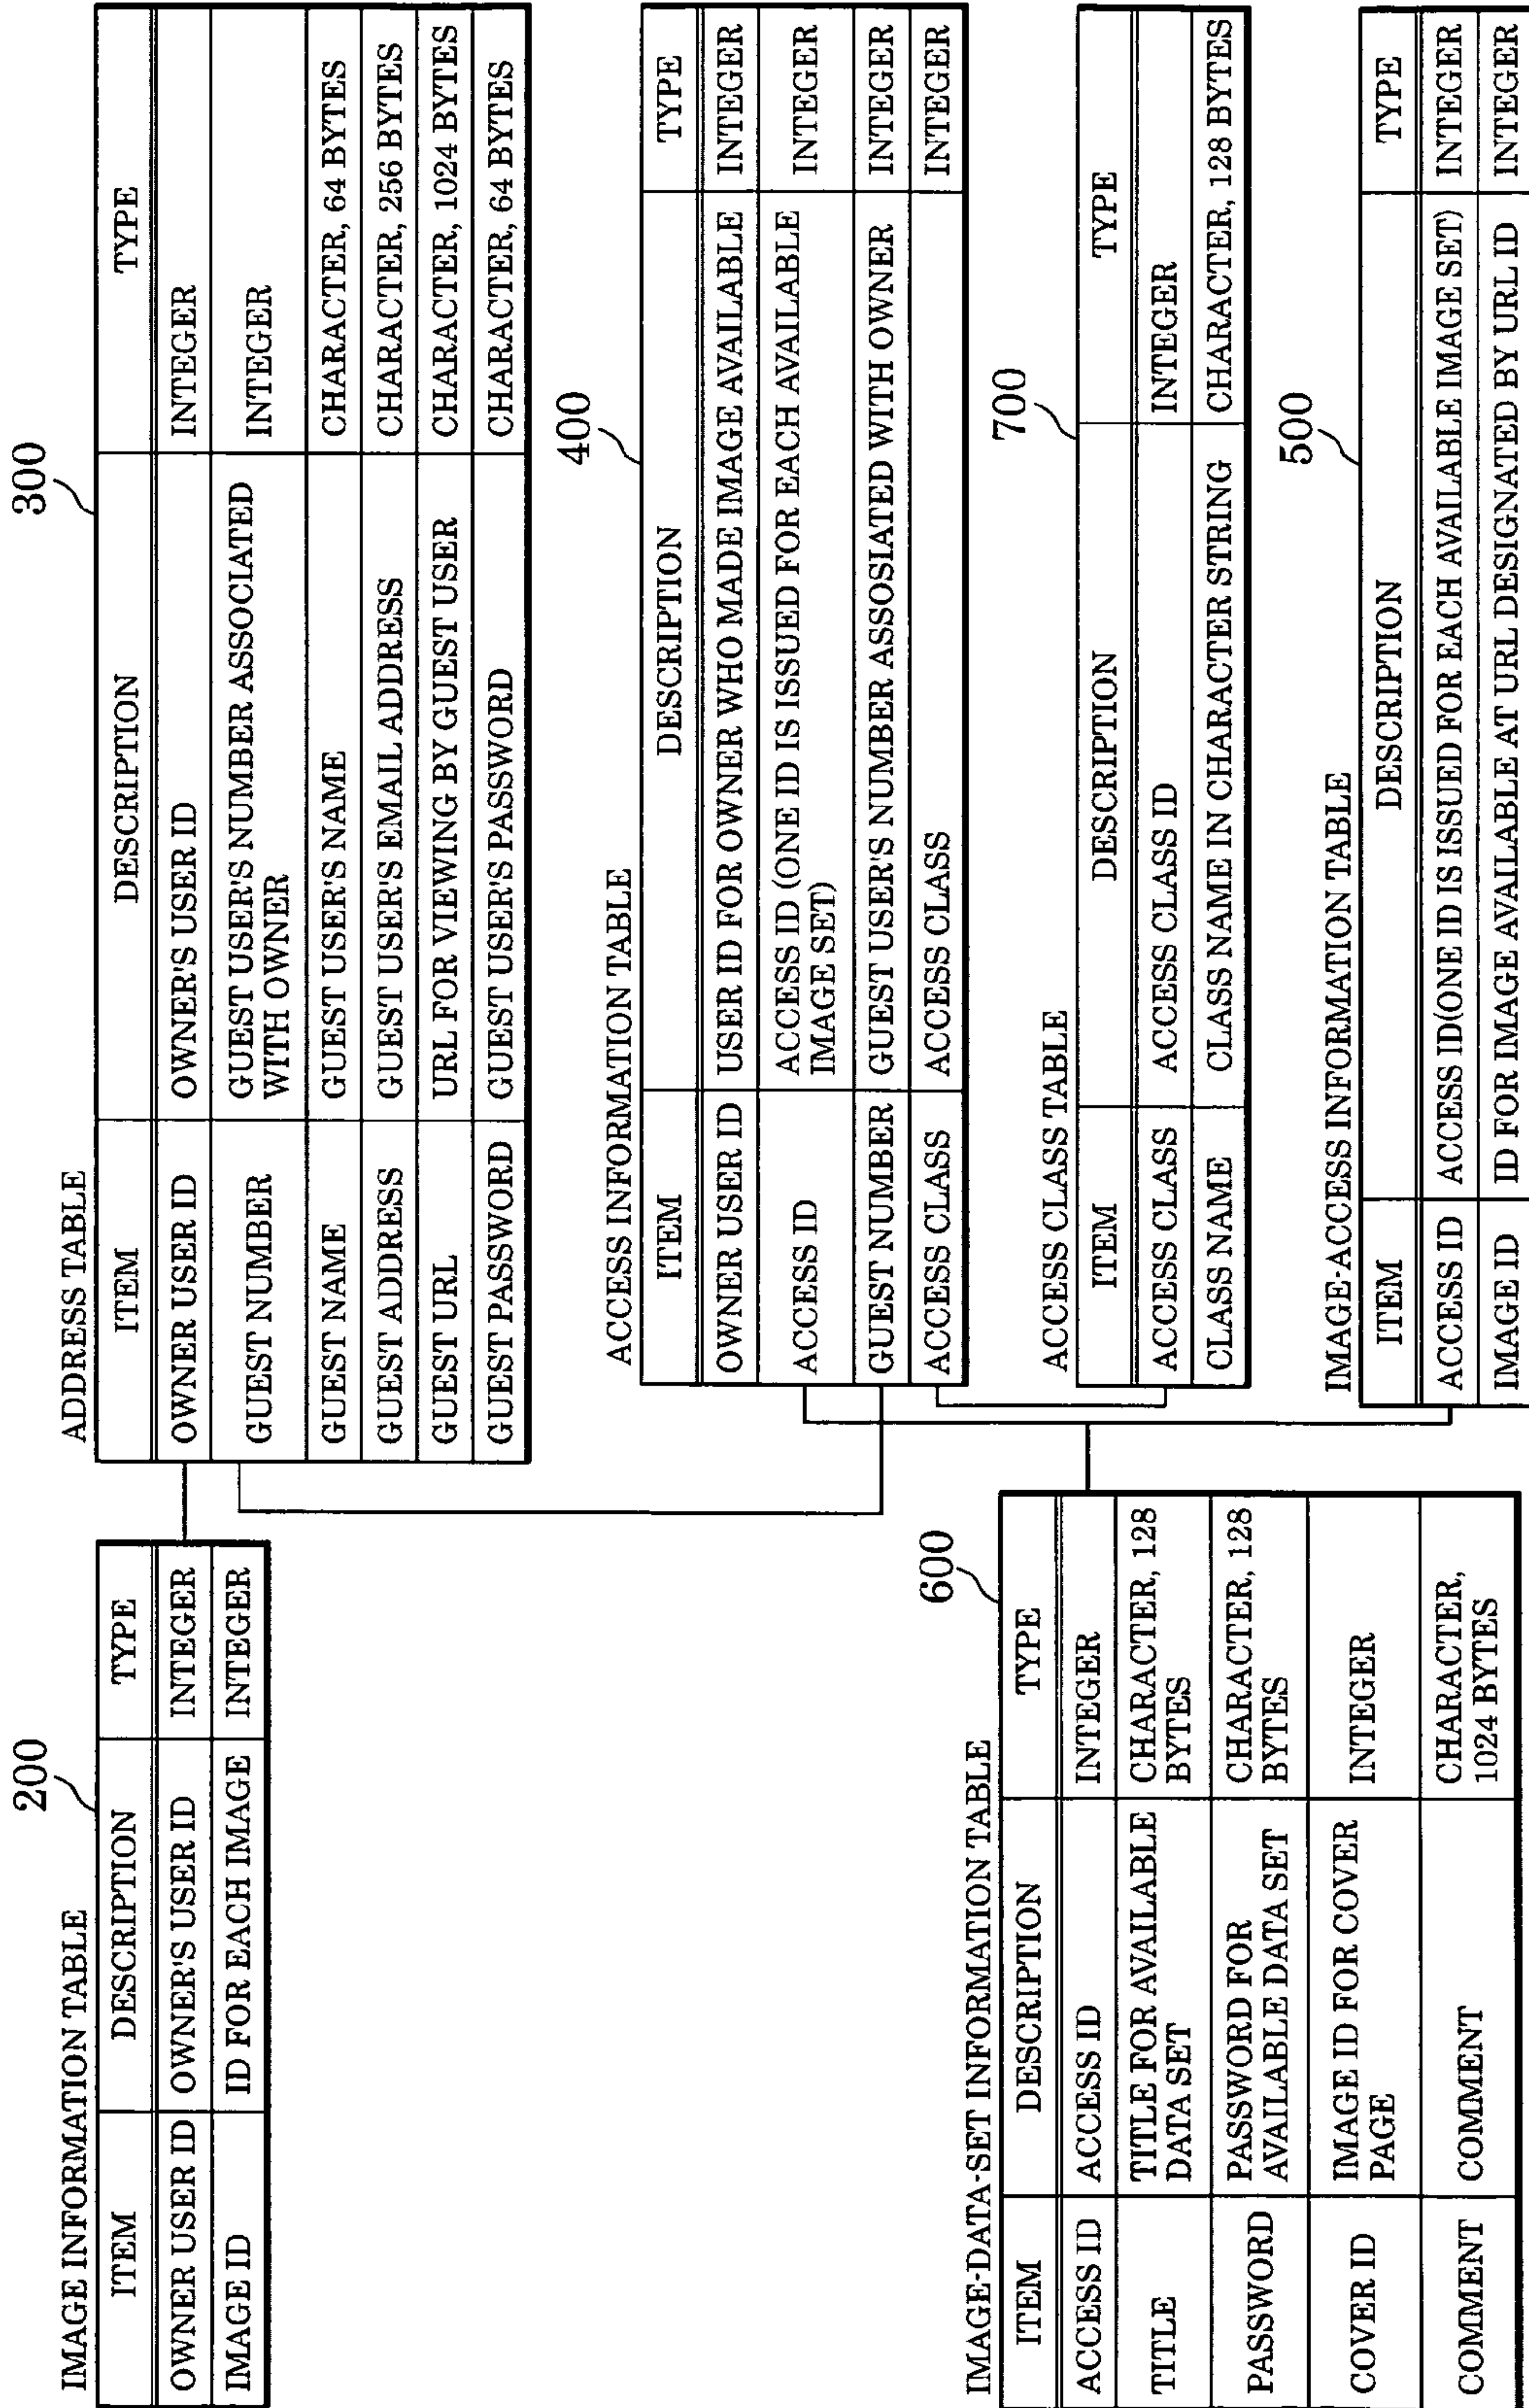 200
IMAGE INFORMATION TABLE
ITEM DESCRIPTION TYPE
OWNER USER ID OWNER'S USER ID INTEGER
IMAGE ID ID FOR EACH IMAGE INTEGER
300
ADDRESS TABLE
ITEM DESCRIPTION TYPE
OWNER USER ID OWNER'S USER ID INTEGER
GUEST NUMBER GUEST USER'S NUMBER ASSOCIATED INTEGER
WITH OWNER
GUEST NAME GUEST USER'S NAME CHARACTER, 64 BYTES
GUEST ADDRESS GUEST USER'S EMAIL ADDRESS CHARACTER, 256 BYTES
GUEST URL URL FOR VIEWING BY GUEST USER CHARACTER, 1024 BYTES
GUEST PASSWORD GUEST USER'S PASSWORD CHARACTER, 64 BYTES
400
ACCESS INFORMATION TABLE
ITEM DESCRIPTION TYPE
OWNER USER ID USER ID FOR OWNER WHO MADE IMAGE AVAILABLE INTEGER
ACCESS ID ACCESS ID (ONE ID IS ISSUED FOR EACH AVAILABLE INTEGER
IMAGE SET)
GUEST NUMBER GUEST USER'S NUMBER ASSOSIATED WITH OWNER INTEGER
ACCESS CLASS ACCESS CLASS INTEGER
700
ACCESS CLASS TABLE
ITEM DESCRIPTION TYPE
ACCESS CLASS ACCESS CLASS ID INTEGER
CLASS NAME CLASS NAME IN CHARACTER STRING CHARACTER, 128 BYTES
600
IMAGE-DATA-SET INFORMATION TABLE
ITEM DESCRIPTION TYPE
ACCESS ID ACCESS ID INTEGER
TITLE TITLE FOR AVAILABLE CHARACTER, 128
DATA SET BYTES
PASSWORD PASSWORD FOR CHARACTER, 128
AVAILABLE DATA SET BYTES
COVER ID IMAGE ID FOR COVER INTEGER
PAGE
COMMENT COMMENT CHARACTER,
1024 BYTES
500
IMAGE-ACCESS INFORMATION TABLE
ITEM DESCRIPTION TYPE
ACCESS ID ACCESS ID(ONE ID IS ISSUED FOR EACH AVAILABLE IMAGE SET) INTEGER
IMAGE ID ID FOR IMAGE AVAILABLE AT URL DESIGNATED BY URL ID INTEGER